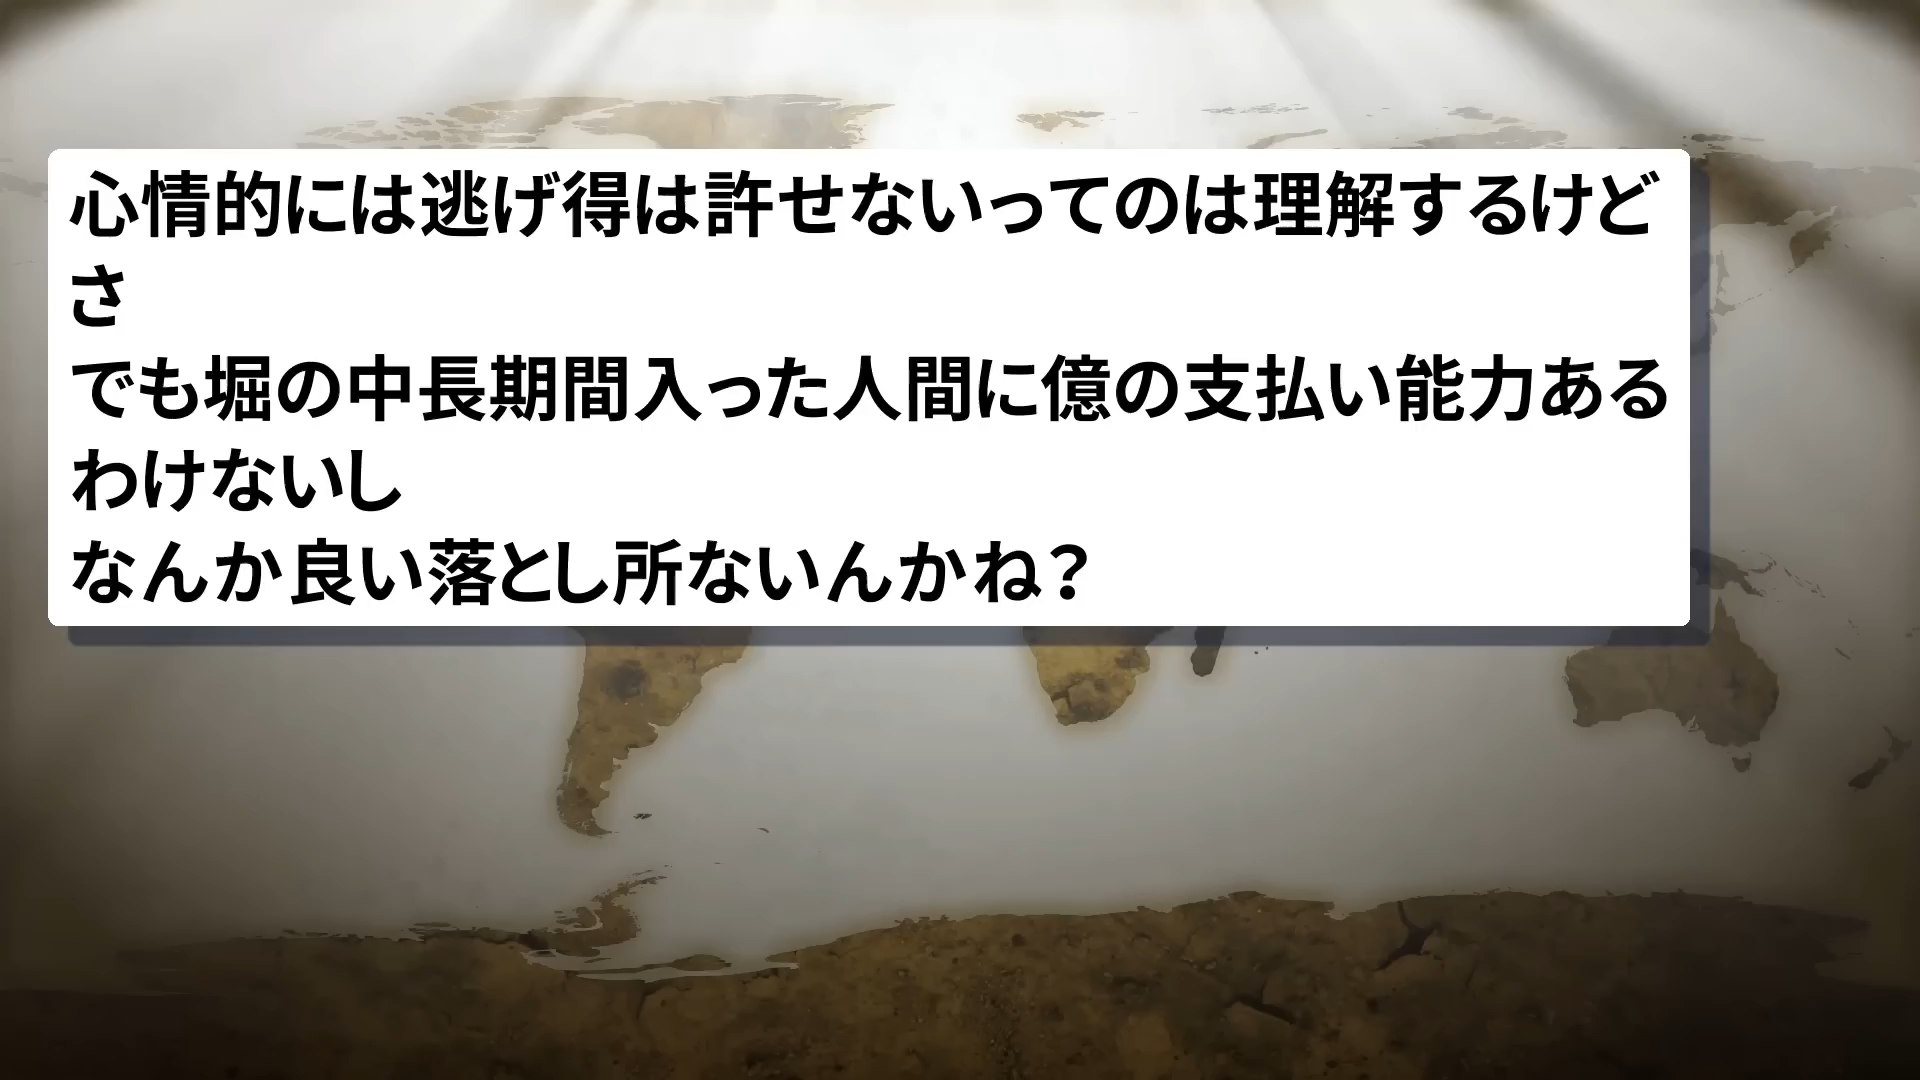 心情的には逃げ得は許せないってのは理解するけど
さ
でも堀の中長期間入った人間に億の支払い能力ある
わけないし
なんか良い落とし所ないんかね？